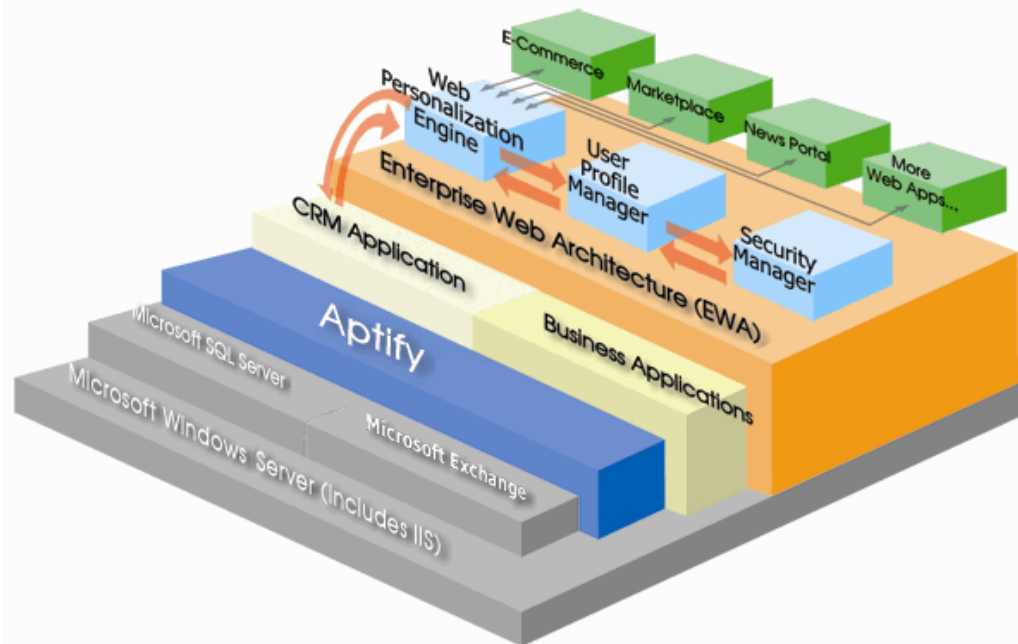 E-Commerce
Marketplace
News Portal
More
Web Apps...
Web
Personalization
Engine
User
Profile
Manager
Security
Manager
Enterprise Web Architecture (EWA)
CRM Application
Business Applications
Aptify
Microsoft SQL Server
Microsoft Exchange
Microsoft Windows Server (Includes IIS)